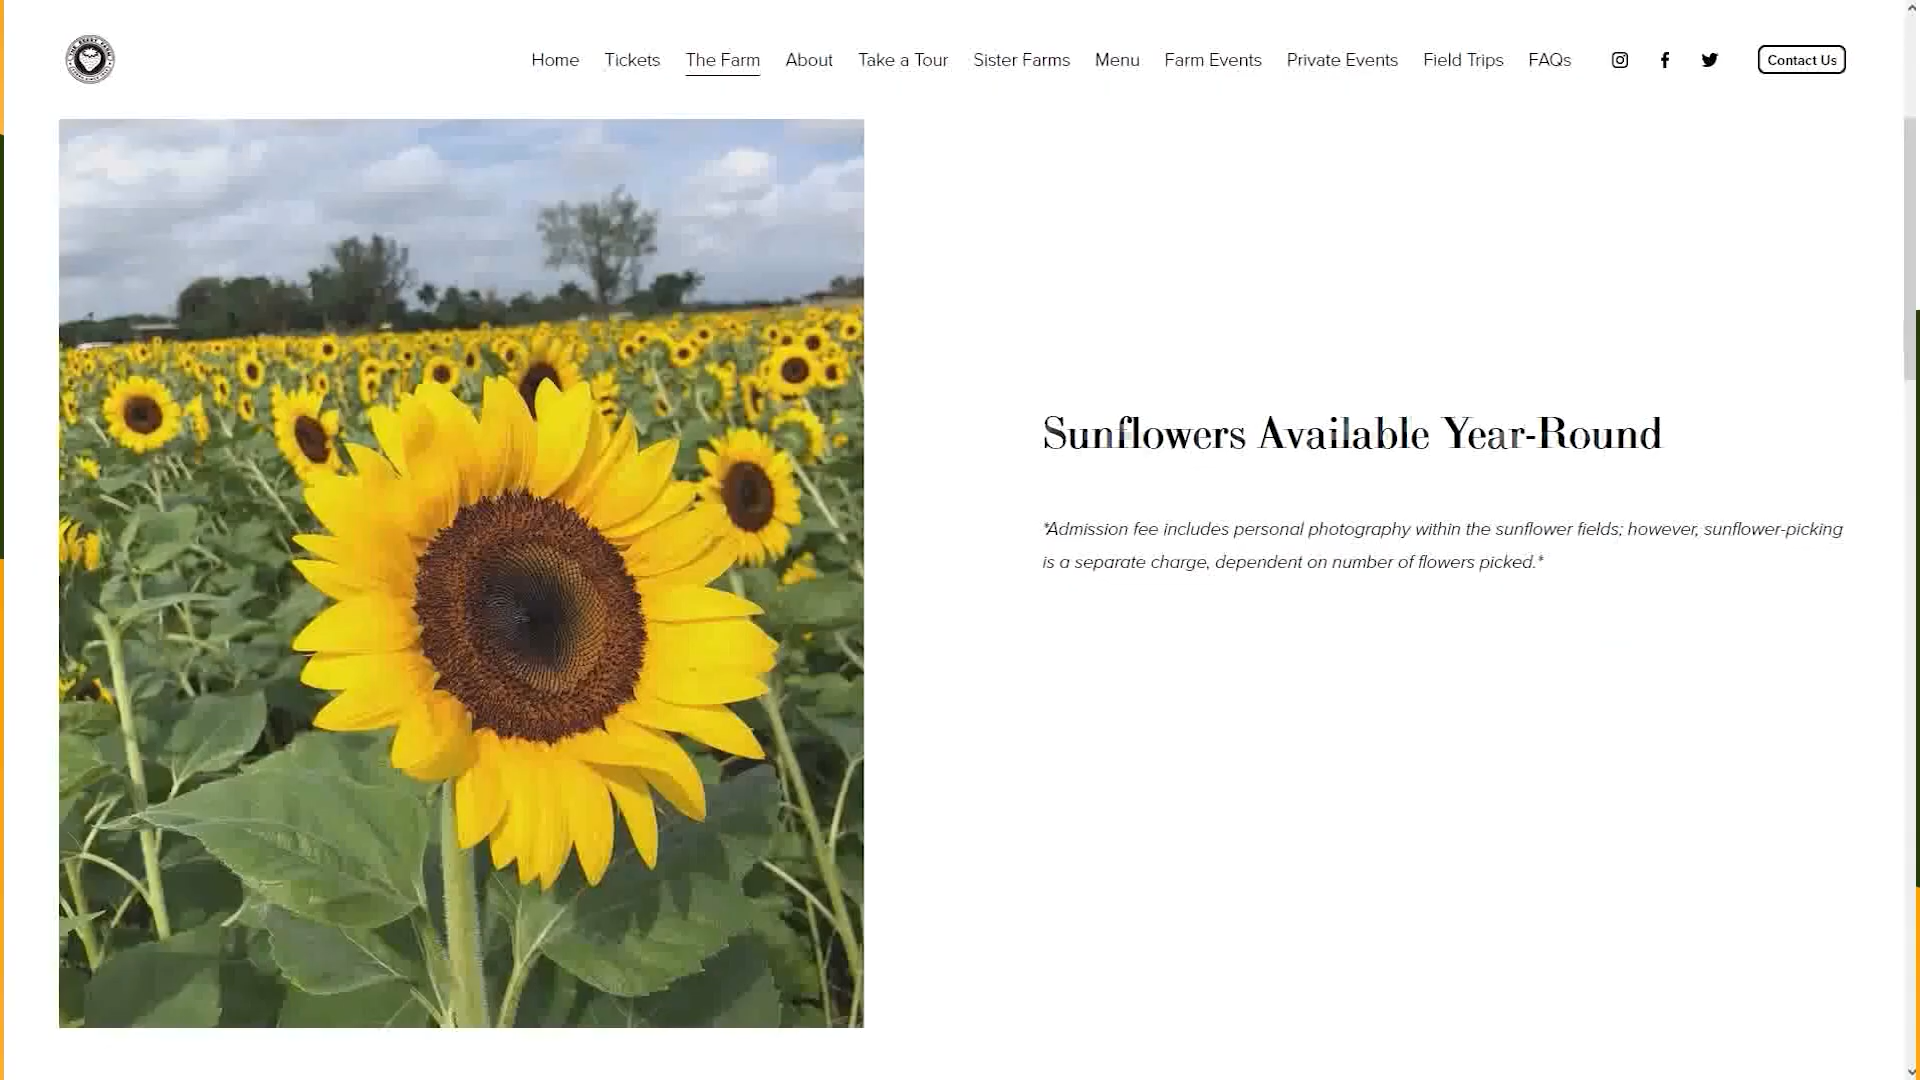 Home Tickets The Farm About Take a Tour Sister Farms Menu Farm Events Private Events Field Trips FAQs Contact Us
Sunflowers Available Year-Round
*Admission fee includes personal photography within the sunflower fields; however, sunflower-picking
is a separate charge, dependent on number of flowers picked.*